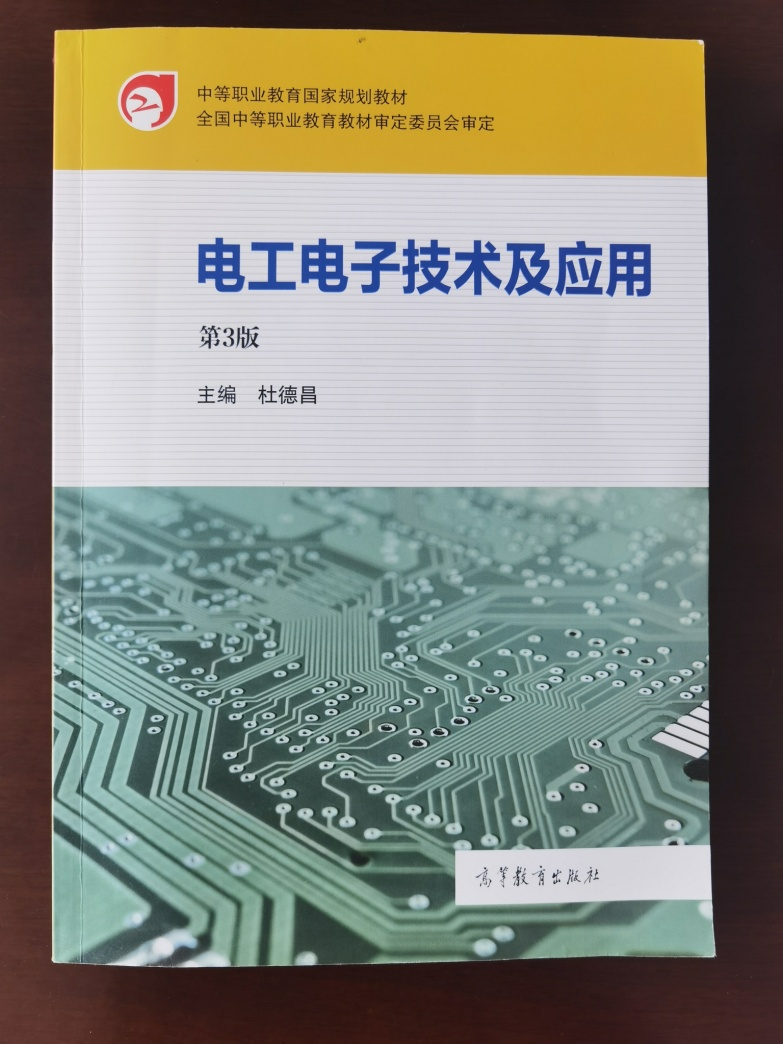 中等职业教育国家规划教材
全国中等职业教育教材审定委员会审定
电工电子技术及应用
第3版
主编 杜德昌
高等教育出版社